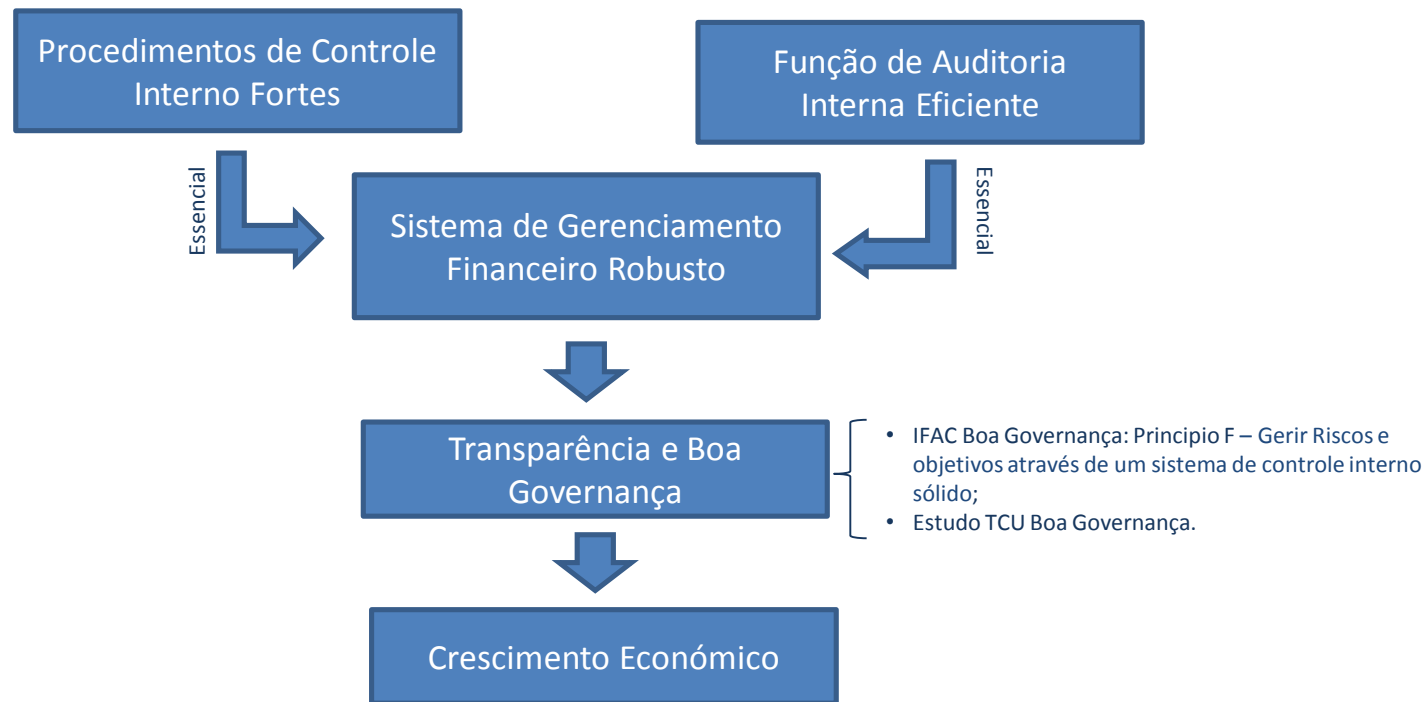 Procedimentos de Controle
Interno Fortes
Função de Auditoria
Interna Eficiente
Essencial
Essencial
Sistema de Gerenciamento
Financeiro Robusto
Transparência e Boa
Governança
• IFAC Boa Governança: Principio F – Gerir Riscos e
objetivos através de um sistema de controle interno
sólido;
• Estudo TCU Boa Governança.
Crescimento Económico